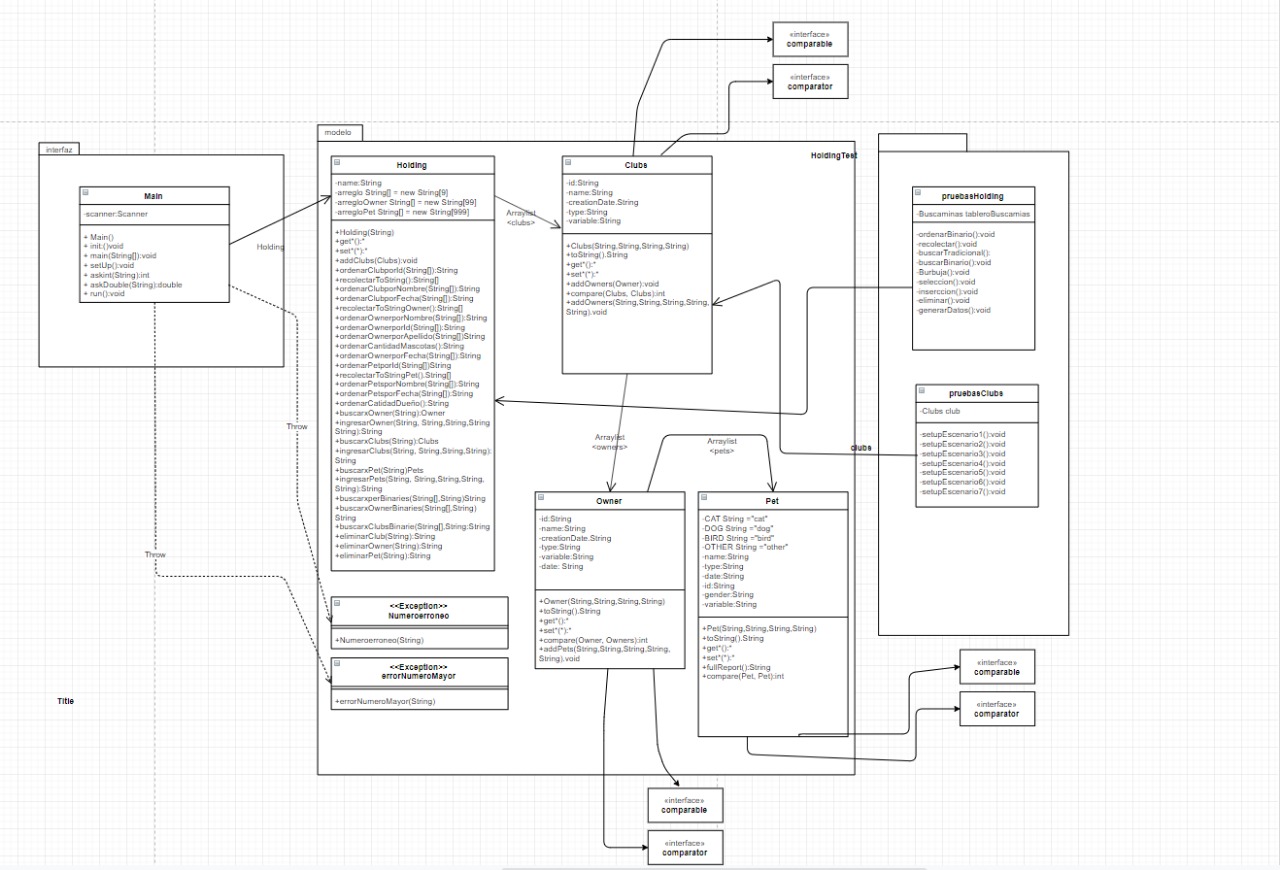 «interface»
comparable
«interface»
comparator
interfaz
Main
-scanner:Scanner
+ Main()
+ init:()void
+ main(String[]):void
+ setUp():void
+ askint(String):int
+ askDouble(String):double
+ run():void
Holding
Throw
Throw
Title
modelo
Holding
-name:String
-arreglo String[] = new String[9]
-arregloOwner String[] = new String[99]
-arregloPet String[] = new String[999]
+Holding(String)
+get*():*
+set*(*):*
+addClubs(Clubs):void
+ordenarClubporId(String[]):String
+recolectarToString():String[]
+ordenarClubporNombre(String[]):String
+ordenarClubporFecha(String[]):String
+recolectarToStringOwner():String[]
+ordenarOwnerporNombre(String[]):String
+ordenarOwnerporId(String[]):String
+ordenarOwnerporApellido(String[])String
+ordenarCantidadMascotas():String
+ordenarOwnerporFecha(String[]):String
+ordenarPetporId(String[])String
+recolectarToStringPet().String[]
+ordenarPetsporNombre(String[]):String
+ordenarPetsporFecha(String[]):String
+ordenarCatidadDueño():String
+buscarxOwner(String):Owner
+ingresarOwner(String, String,String,String
String):String
+buscarxClubs(String):Clubs
+ingresarClubs(String, String,String,String):
String
+buscarxPet(String)Pets
+ingresarPets(String, String,String,String,
String):String
+buscarxperBinaries(String[],String)String
+buscarxOwnerBinaries(String[],String)
String
+buscarxClubsBinarie(String[],String:String
+eliminarClub(String):String
+eliminarOwner(String):String
+eliminarPet(String):String
<<Exception>>
Numeroerroneo
+Numeroerroneo(String)
<<Exception>>
errorNumeroMayor
+errorNumeroMayor(String)
Arraylist
<clubs>
Clubs
-id:String
-name:String
-creationDate.String
-type:String
-variable:String
+Clubs(String,String,String,String)
+toString().String
+get*():*
+set*(*):*
+addOwners(Owner):void
+compare(Clubs, Clubs):int
+addOwners(String,String,String,String,
String).void
Arraylist
<owners>
Arraylist
<pets>
Owner
-id:String
-name:String
-creationDate.String
-type:String
-variable:String
-date: String
+Owner(String,String,String,String)
+toString().String
+get*():*
+set*(*):*
+compare(Owner, Owners):int
+addPets(String,String,String,String,
String).void
Pet
-CAT String ="cat"
-DOG String ="dog"
-BIRD String ="bird"
-OTHER String ="other"
-name:String
-type:String
-date:String
-id:String
-gender:String
-variable:String
+Pet(String,String,String,String)
+toString().String
+get*():*
+set*(*):*
+fullReport():String
+compare(Pet, Pet):int
HoldingTest
pruebasHolding
-Buscaminas tableroBuscamias
-ordenarBinario():void
-recolectar():void
-buscarTradicional():
-buscarBinario():void
-Burbuja():void
-seleccion():void
-inserccion():void
-eliminar():void
-generarDatos():void
pruebasClubs
-Clubs club
-setupEscenario1():void
-setupEscenario2():void
-setupEscenario3():void
-setupEscenario4():void
-setupEscenario5():void
-setupEscenario6():void
-setupEscenario7():void
clubs
«interface»
comparable
«interface»
comparator
«interface»
comparable
«interface»
comparator